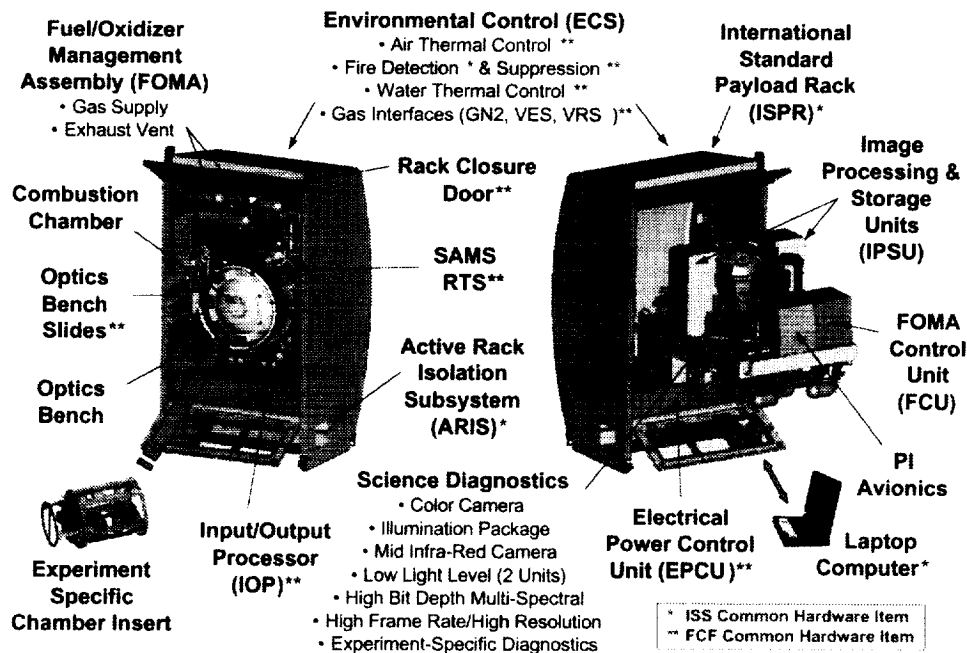 Fuel/Oxidizer
Management
Assembly (FOMA)
• Gas Supply
• Exhaust Vent
Environmental Control (ECS)
• Air Thermal Control **
• Fire Detection * & Suppression **
• Water Thermal Control **
• Gas Interfaces (GN2, VES, VRS )**
International
Standard
Payload Rack
(ISPR)*
Combustion
Chamber
Rack Closure
Door**
Image
Processing &
Storage
Units
(IPSU)
Optics
Bench
Slides**
SAMS
RTS**
FOMA
Control
Unit
(FCU)
Optics
Bench
Active Rack
Isolation
Subsystem
(ARIS)*
PI
Avionics
Experiment
Specific
Chamber Insert
Input/Output
Processor
(IOP)**
Science Diagnostics
• Color Camera
• Illumination Package
• Mid Infra-Red Camera
• Low Light Level (2 Units)
• High Bit Depth Multi-Spectral
• High Frame Rate/High Resolution
• Experiment-Specific Diagnostics
Electrical
Power Control
Unit (EPCU)**
Laptop
Computer*
* ISS Common Hardware Item
** FCF Common Hardware Item